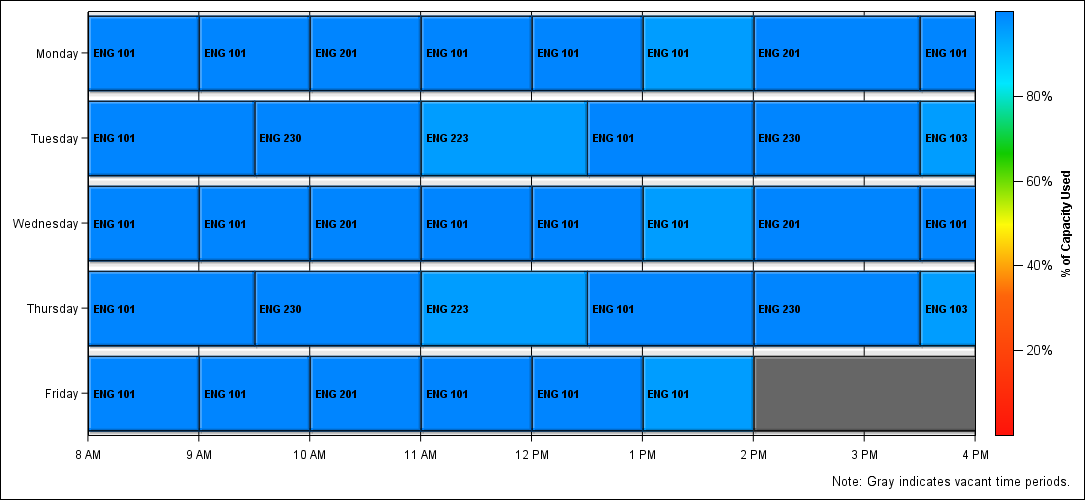 Monday
ENG 101 ENG 101 ENG 201 ENG 101 ENG 101 ENG 101 ENG 201 ENG 101
Tuesday
ENG 101 ENG 230 ENG 223 ENG 101 ENG 230 ENG 103
Wednesday
ENG 101 ENG 101 ENG 201 ENG 101 ENG 101 ENG 101 ENG 201 ENG 101
Thursday
ENG 101 ENG 230 ENG 223 ENG 101 ENG 230 ENG 103
Friday
ENG 101 ENG 101 ENG 201 ENG 101 ENG 101 ENG 101
8 AM 9 AM 10 AM 11 AM 12 PM 1 PM 2 PM 3 PM 4 PM
80%
60%
40%
20%
% of Capacity Used
Note: Gray indicates vacant time periods.